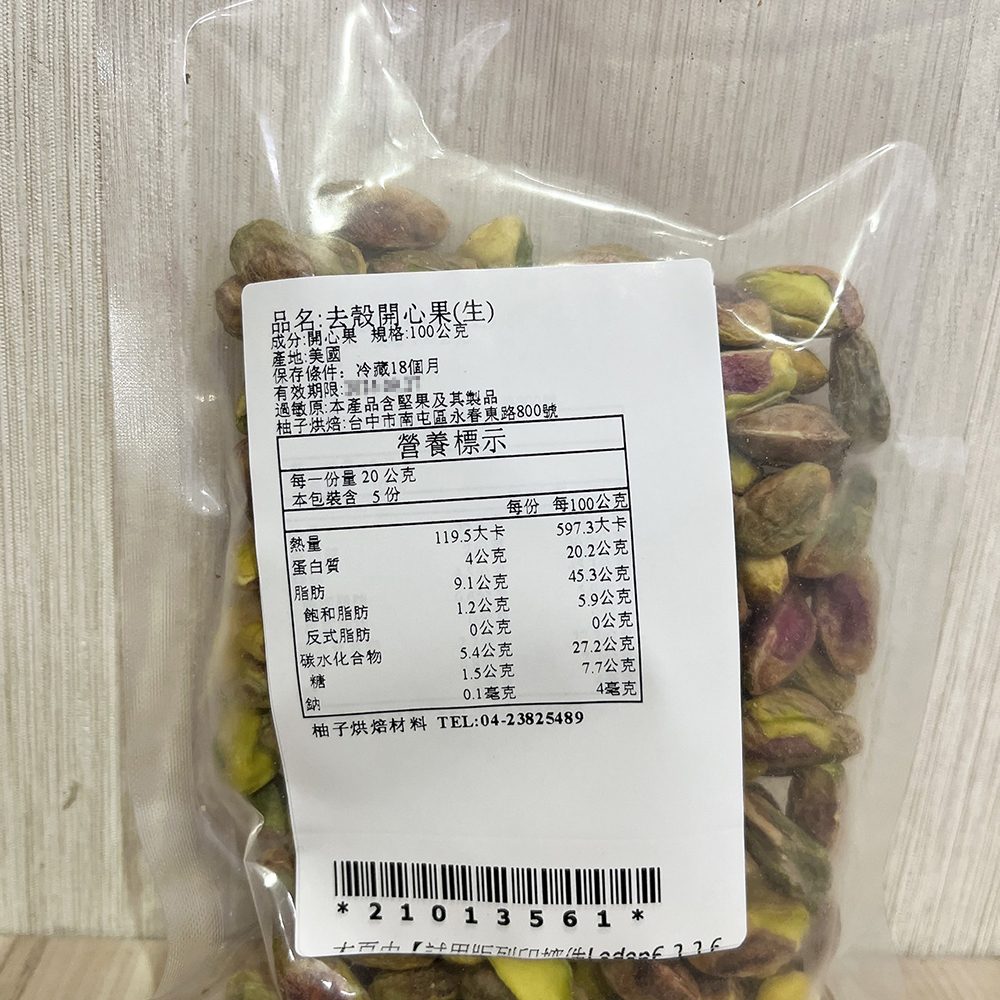 品名:去殼開心果(生)
成分:開心果 規格:100公克
產地:美國
保存條件: 冷藏18個月
有效期限:
過敏原:本產品含堅果及其製品
柚子烘焙:台中市南屯區永春東路800號
營養標示
每一份量 20 公克
本包裝含 5 份
每份 每100公克
熱量 119.5大卡 597.3大卡
蛋白質 4公克 20.2公克
脂肪 9.1公克 45.3公克
飽和脂肪 1.2公克 5.9公克
反式脂肪 0公克 0公克
碳水化合物 5.4公克 27.2公克
糖 1.5公克 7.7公克
鈉 0.1毫克 4毫克
柚子烘焙材料 TEL:04-23825489
*21013561*